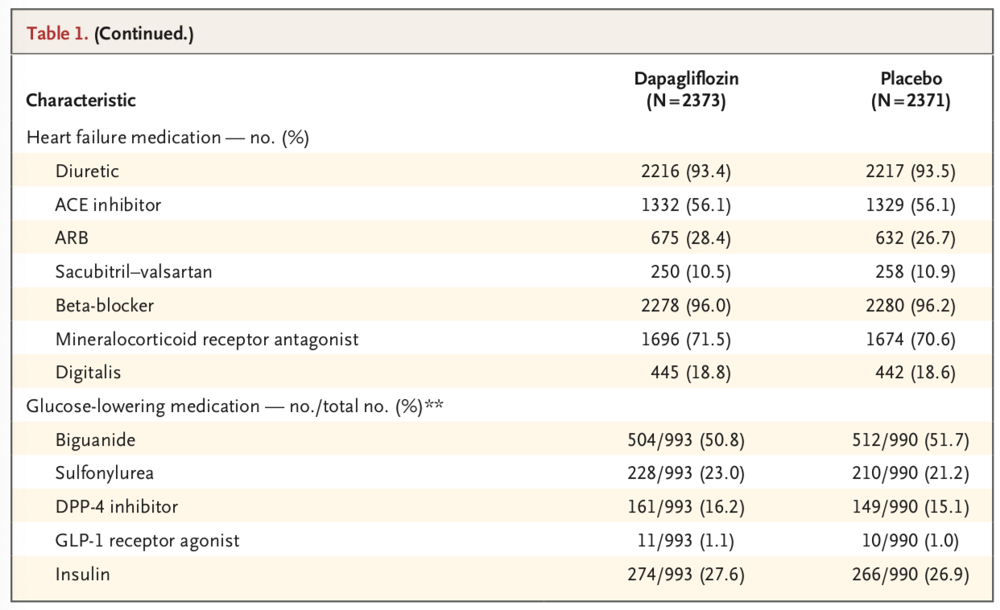 Table 1. (Continued.)
Characteristic Dapagliflozin (N=2373) Placebo (N=2371)
Heart failure medication — no. (%)
Diuretic 2216 (93.4) 2217 (93.5)
ACE inhibitor 1332 (56.1) 1329 (56.1)
ARB 675 (28.4) 632 (26.7)
Sacubitril–valsartan 250 (10.5) 258 (10.9)
Beta-blocker 2278 (96.0) 2280 (96.2)
Mineralocorticoid receptor antagonist 1696 (71.5) 1674 (70.6)
Digitalis 445 (18.8) 442 (18.6)
Glucose-lowering medication — no./total no. (%)**
Biguanide 504/993 (50.8) 512/990 (51.7)
Sulfonylurea 228/993 (23.0) 210/990 (21.2)
DPP-4 inhibitor 161/993 (16.2) 149/990 (15.1)
GLP-1 receptor agonist 11/993 (1.1) 10/990 (1.0)
Insulin 274/993 (27.6) 266/990 (26.9)